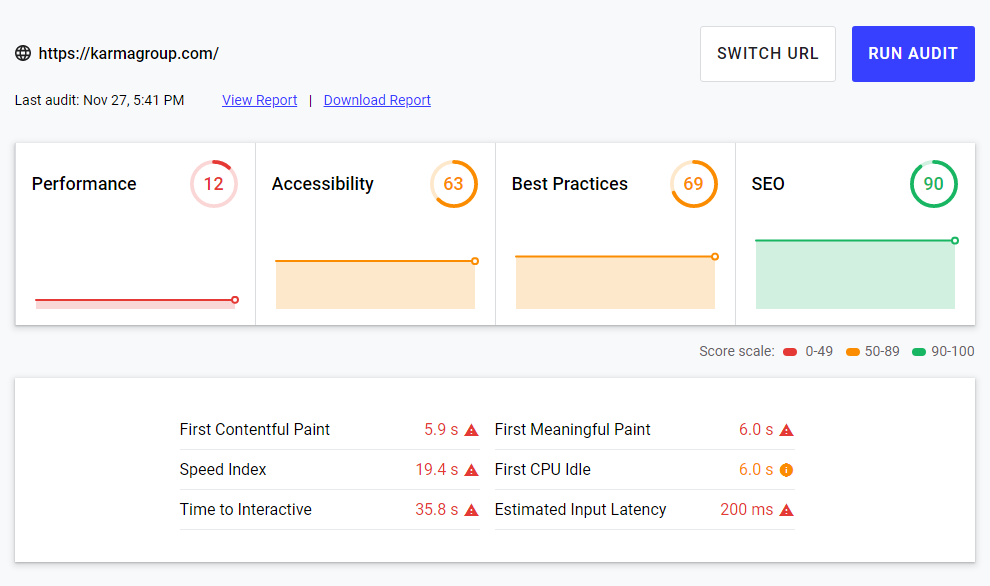 https://karmagroup.com/
SWITCH URL
RUN AUDIT
Last audit: Nov 27, 5:41 PM
View Report | Download Report
Performance 12
Accessibility 63
Best Practices 69
SEO 90
Score scale: 0-49 50-89 90-100
First Contentful Paint 5.9 s
First Meaningful Paint 6.0 s
Speed Index 19.4 s
First CPU Idle 6.0 s
Time to Interactive 35.8 s
Estimated Input Latency 200 ms